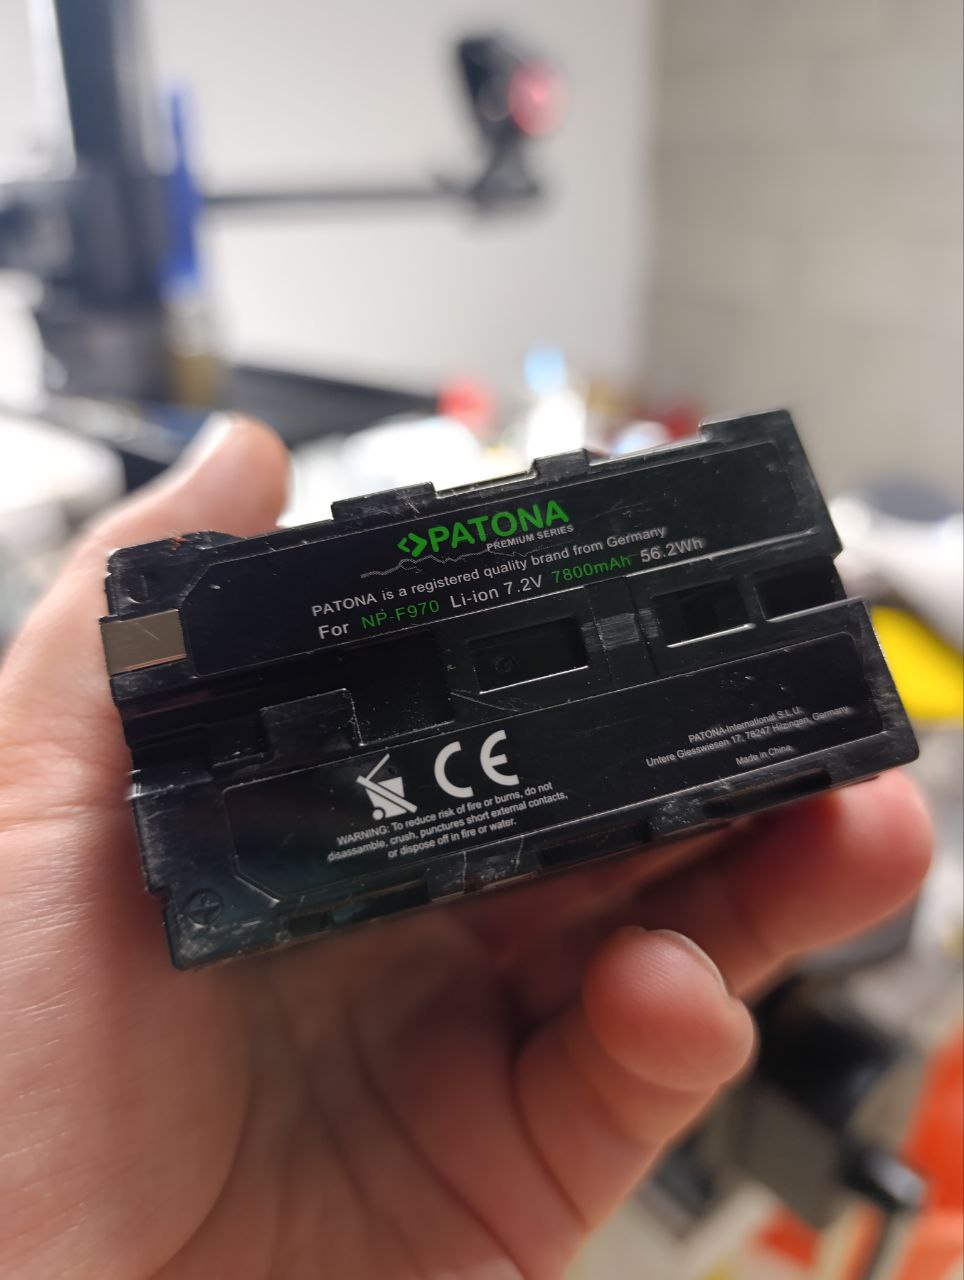 PATONA
PREMIUM SERIES
PATONA is a registered quality brand from Germany
For NP-F970 Li-ion 7.2V 7800mAh 56.2Wh
CE
WARNING: To reduce risk of fire or burns, do not
disassamble, crush, punctures short external contacts,
or dispose off in fire or water.
PATONA-International S.L.U.
Untere Giesswiesen 17, 78247 Hilzingen, Germany
Made in China